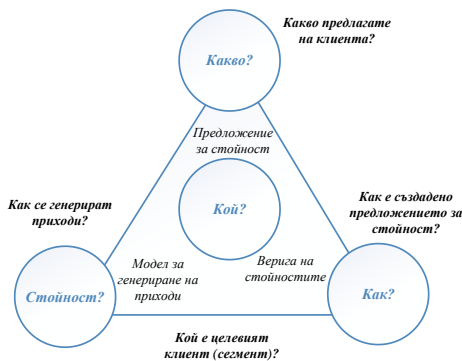 Какво предлагате
на клиента?
Какво?
Предложение
за стойност
Кой?
Как се генерират
приходи?
Как е създадено
предложението за
стойност?
Модел за
генериране на
приходи
Верига на
стойностите
Стойност?
Как?
Кой е целевият
клиент (сегмент)?